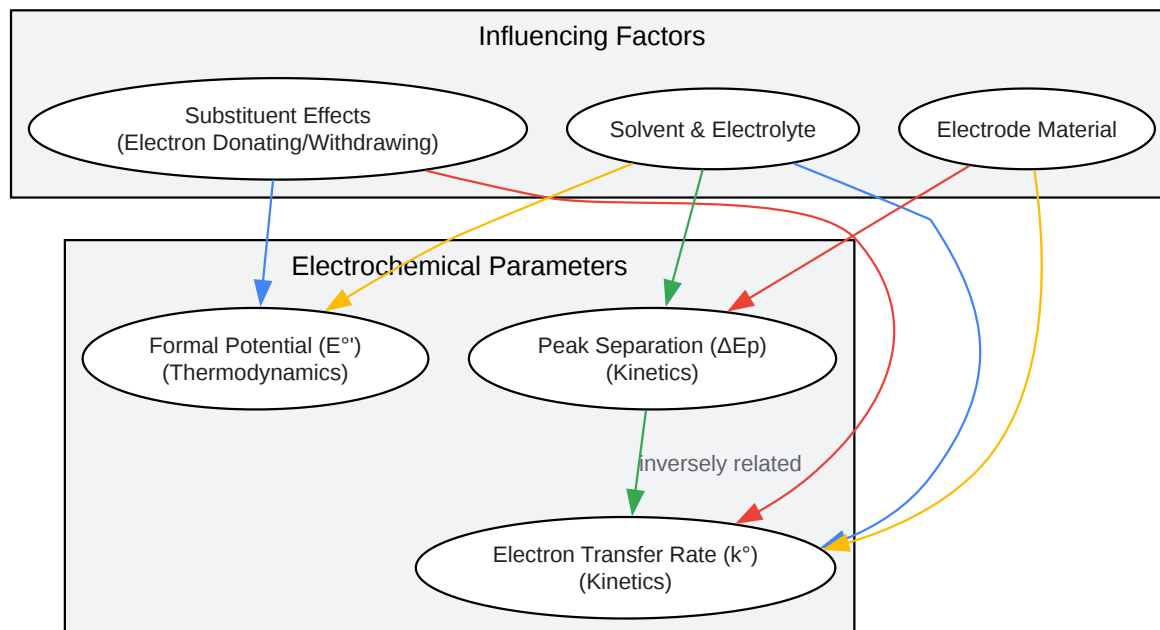 Influencing Factors
Substituent Effects
(Electron Donating/Withdrawing)
Solvent & Electrolyte
Electrode Material
Electrochemical Parameters
Formal Potential (E°')
(Thermodynamics)
Peak Separation (ΔEp)
(Kinetics)
inversely related
Electron Transfer Rate (k°)
(Kinetics)